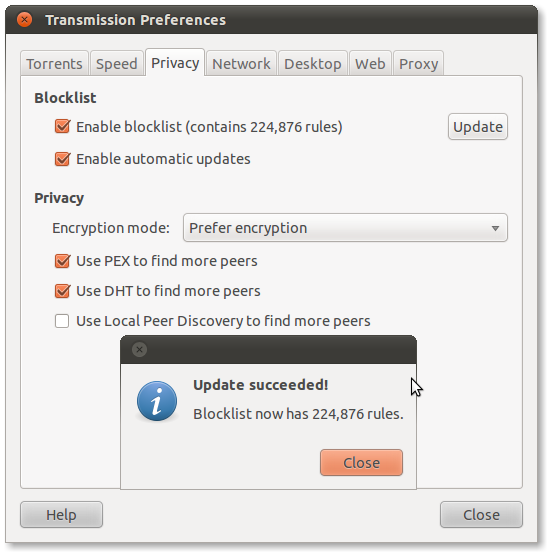 Transmission Preferences
Torrents Speed Privacy Network Desktop Web Proxy
Blocklist
Enable blocklist (contains 224,876 rules) Update
Enable automatic updates
Privacy
Encryption mode: Prefer encryption
Use PEX to find more peers
Use DHT to find more peers
Use Local Peer Discovery to find more peers
Update succeeded!
Blocklist now has 224,876 rules.
Close
Help Close